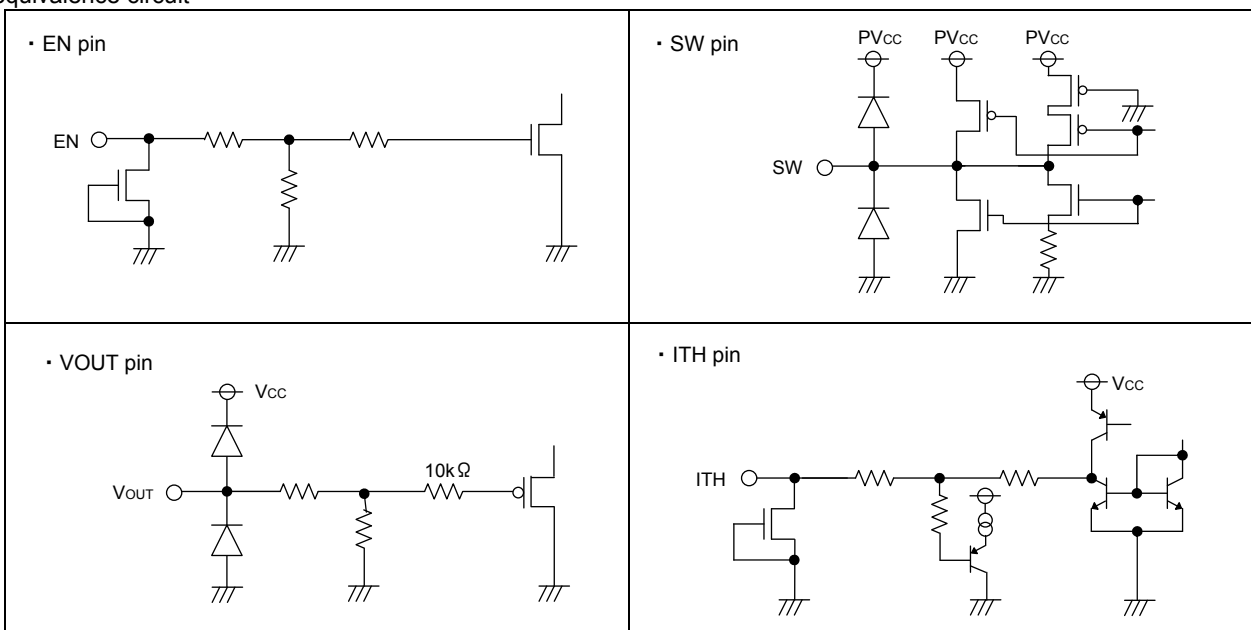 equivalence circuit
・EN pin
EN
・SW pin
PVCC PVCC PVCC
SW
・VOUT pin
VCC
VOUT
10kΩ
・ITH pin
VCC
ITH